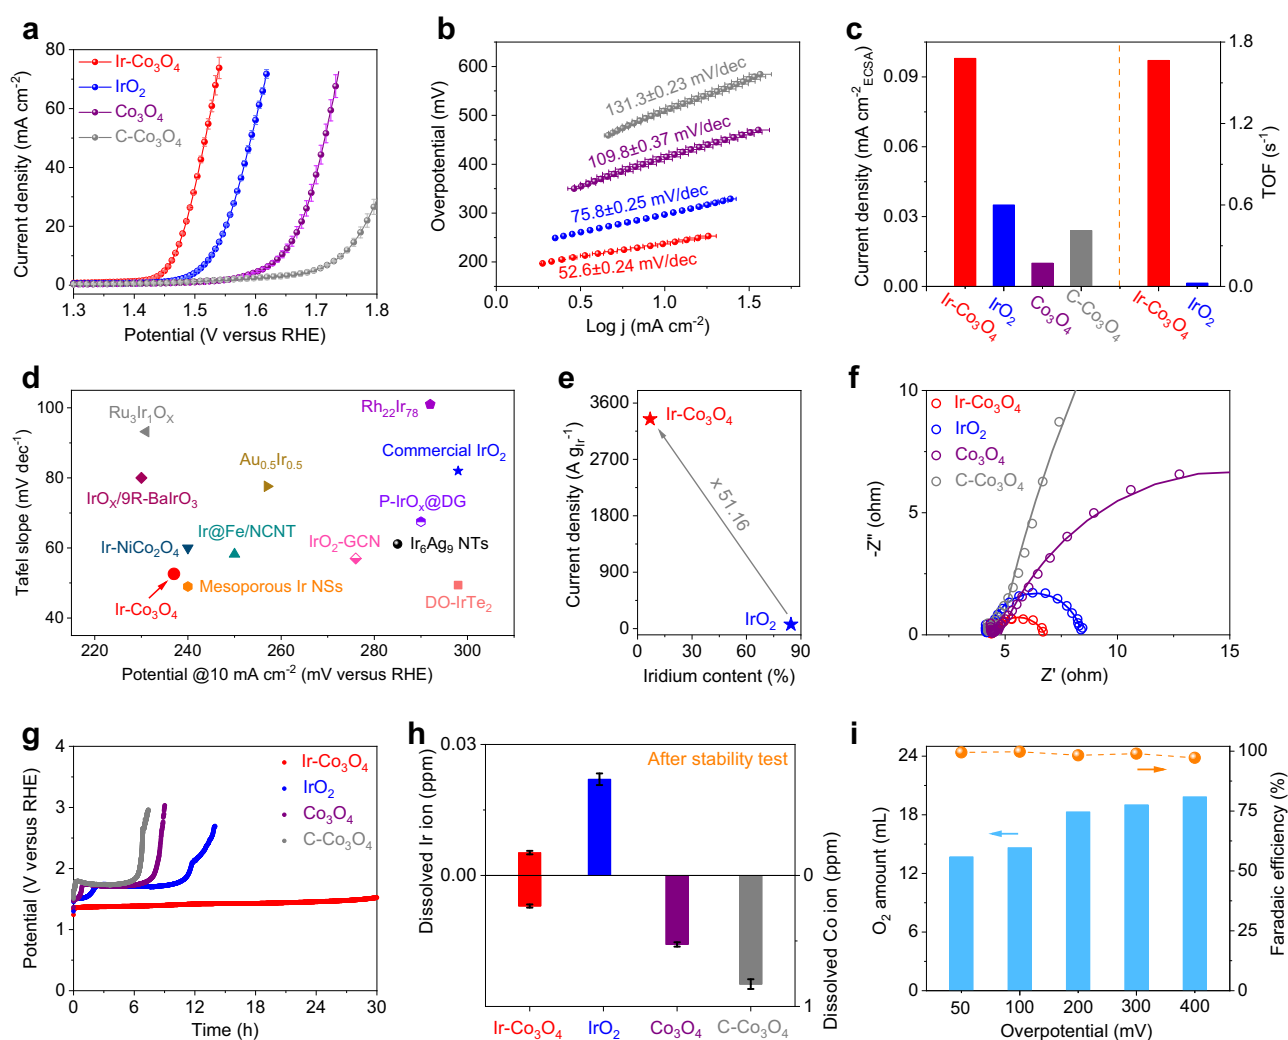 a
Current density (mA cm⁻²)
80
60
40
20
0
Ir–Co₃O₄
IrO₂
Co₃O₄
C–Co₃O₄
1.3 1.4 1.5 1.6 1.7 1.8
Potential (V versus RHE)
b
Overpotential (mV)
600
500
400
300
200
131.3±0.23 mV/dec
109.8±0.37 mV/dec
75.8±0.25 mV/dec
52.6±0.24 mV/dec
0.0 0.5 1.0 1.5
Log j (mA cm⁻²)
c
Current density (mA cm⁻²ECSA)
0.09
0.06
0.03
0.00
TOF (s⁻¹)
1.8
1.2
0.6
0.0
Ir–Co₃O₄
IrO₂
Co₃O₄
C–Co₃O₄
Ir–Co₃O₄
IrO₂
d
Tafel slope (mV dec⁻¹)
100
80
60
40
Ru₃Ir₁Oₓ
Rh₂₂Ir₇₈
Au₀.₅Ir₀.₅
Commercial IrO₂
IrOₓ/9R-BaIrO₃
P-IrOₓ@DG
Ir@Fe/NCNT
Ir-NiCo₂O₄
IrO₂-GCN
Ir₆Ag₉ NTs
Mesoporous Ir NSs
Ir–Co₃O₄
DO-IrTe₂
220 240 260 280 300
Potential @10 mA cm⁻² (mV versus RHE)
e
Current density (A gIr⁻¹)
3600
2700
1800
900
0
Ir–Co₃O₄
x 51.16
IrO₂
0 30 60 90
Iridium content (%)
f
-Z" (ohm)
10
5
0
Ir–Co₃O₄
IrO₂
Co₃O₄
C–Co₃O₄
5 10 15
Z' (ohm)
g
Potential (V versus RHE)
4
3
2
1
0
Ir–Co₃O₄
IrO₂
Co₃O₄
C–Co₃O₄
0 6 12 18 24 30
Time (h)
h
Dissolved Ir ion (ppm)
0.03
0.00
After stability test
0
1
Dissolved Co ion (ppm)
Ir–Co₃O₄ IrO₂ Co₃O₄ C–Co₃O₄
i
O₂ amount (mL)
24
18
12
6
0
100
75
50
25
0
Faradaic efficiency (%)
50 100 200 300 400
Overpotential (mV)